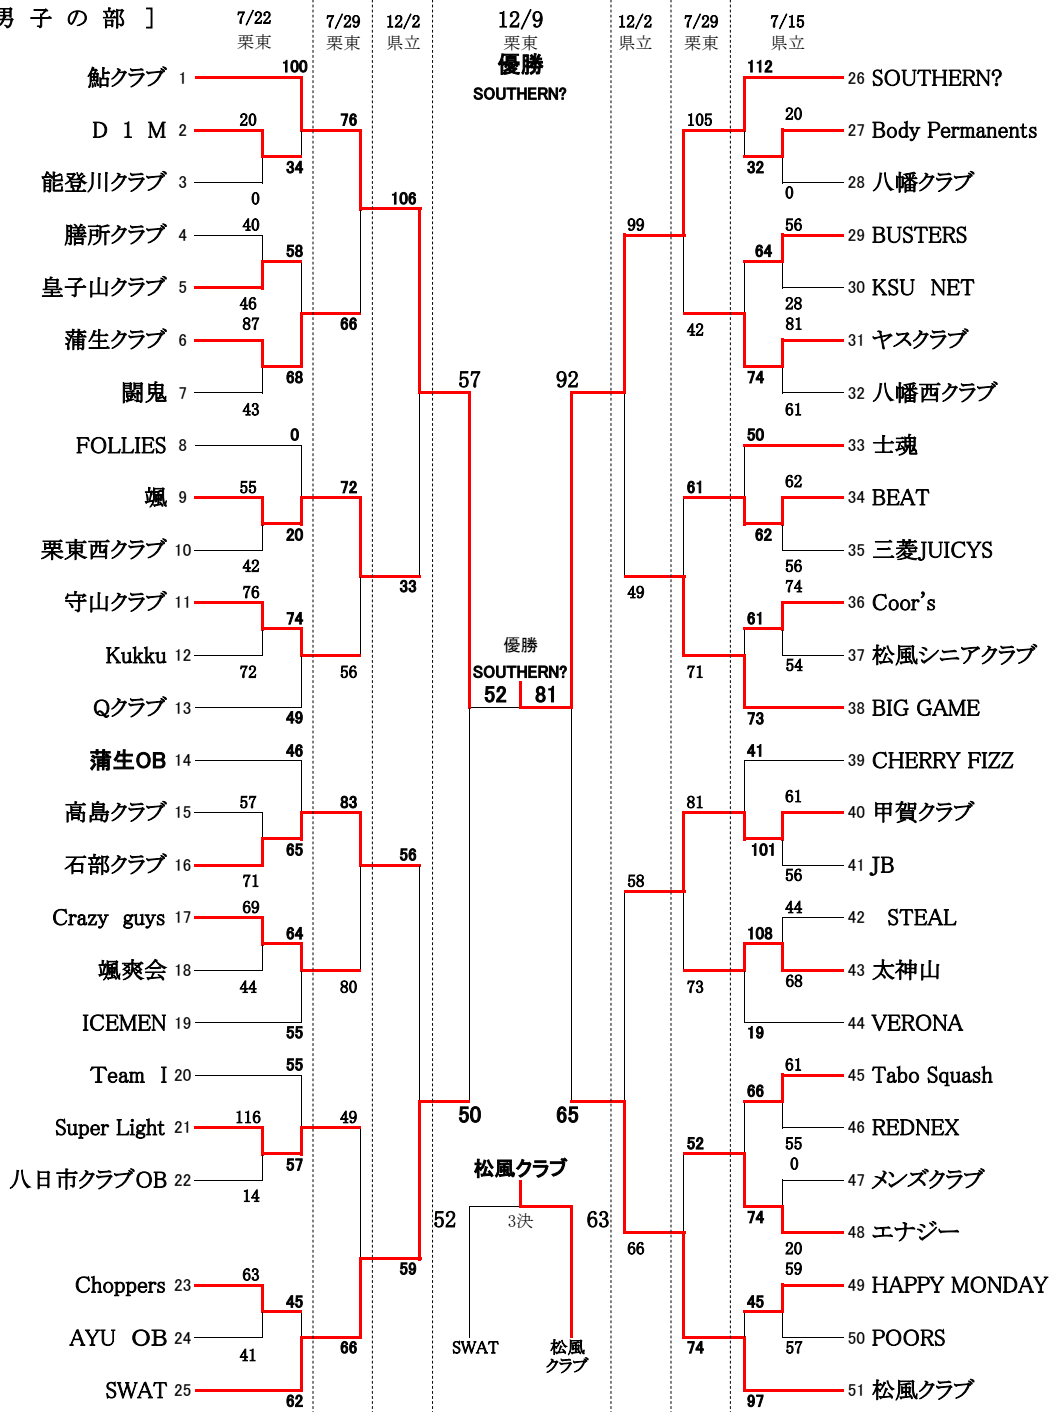 男 子 の 部 ］
7/22
栗東
7/29
栗東
12/2
県立
12/9
栗東
12/2
県立
7/29
栗東
7/15
県立
優勝
SOUTHERN?
鮎クラブ 1
D 1 M 2
能登川クラブ 3
膳所クラブ 4
皇子山クラブ 5
蒲生クラブ 6
闘鬼 7
FOLLIES 8
颯 9
栗東西クラブ 10
守山クラブ 11
Kukku 12
Qクラブ 13
蒲生OB 14
高島クラブ 15
石部クラブ 16
Crazy guys 17
颯爽会 18
ICEMEN 19
Team I 20
Super Light 21
八日市クラブOB 22
Choppers 23
AYU OB 24
SWAT 25
100
20
34
0
40
58
46
87
68
43
0
55
20
42
76
74
72
49
46
57
65
71
69
64
44
55
55
116
57
14
63
45
41
62
76
66
72
56
83
80
49
66
106
33
56
59
57
50
92
65
優勝
SOUTHERN?
52 81
松風クラブ
52 3決 63
SWAT
松風
クラブ
99
49
58
66
105
42
61
71
81
73
52
74
112
20
32
0
56
64
28
81
74
61
50
62
62
56
74
61
54
73
41
61
101
56
44
108
68
19
61
66
55
0
74
20
59
45
57
97
26 SOUTHERN?
27 Body Permanents
28 八幡クラブ
29 BUSTERS
30 KSU NET
31 ヤスクラブ
32 八幡西クラブ
33 士魂
34 BEAT
35 三菱JUICYS
36 Coor's
37 松風シニアクラブ
38 BIG GAME
39 CHERRY FIZZ
40 甲賀クラブ
41 JB
42 STEAL
43 太神山
44 VERONA
45 Tabo Squash
46 REDNEX
47 メンズクラブ
48 エナジー
49 HAPPY MONDAY
50 POORS
51 松風クラブ